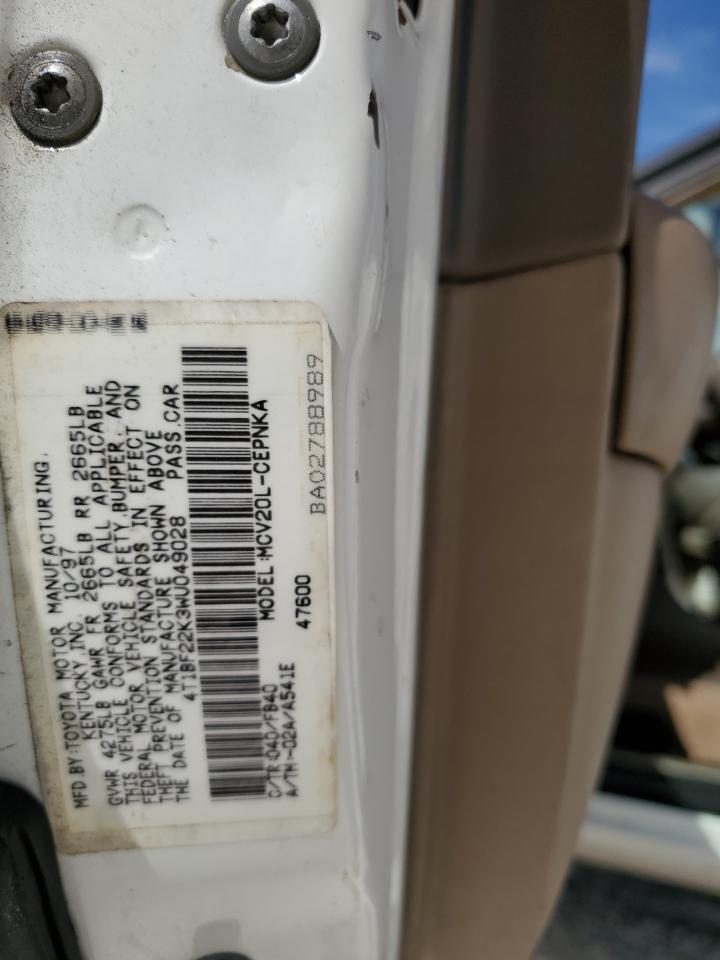 MFD.BY:TOYOTA MOTOR MANUFACTURING.
KENTUCKY,INC. 10/97
GVWR 4275LB GAWR FR 2665LB RR 2665LB
THIS VEHICLE CONFORMS TO ALL APPLICABLE
FEDERAL MOTOR VEHICLE SAFETY,BUMPER, AND
THEFT PREVENTION STANDARDS IN EFFECT ON
THE DATE OF MANUFACTURE SHOWN ABOVE
4T1BF22K3WU049028 PASS.CAR
C/TR:040/FB40 MODEL:MCV20L-CEPNKA
A/TM:-02A/A541E 47600
BA02788989